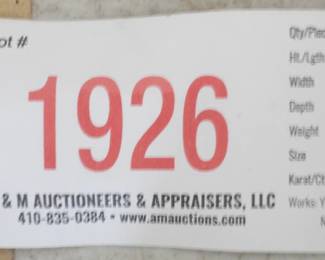 ot #
1926
& M AUCTIONEERS & APPRAISERS, LLC
410-835-0384 • www.amauctions.com
Qty/Piec
Ht./Lgth
Width
Depth
Weight
Size
Karat/Ct
Works: Y
N